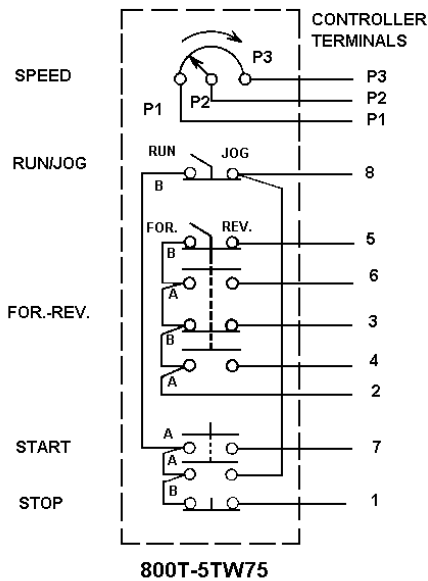 CONTROLLER
TERMINALS
SPEED
P3
P3
P2
P2
P1
P1
RUN/JOG
RUN
JOG
8
B
FOR.
REV.
5
B
6
A
FOR.-REV.
3
B
4
A
2
START
A
7
A
B
STOP
1
800T-5TW75